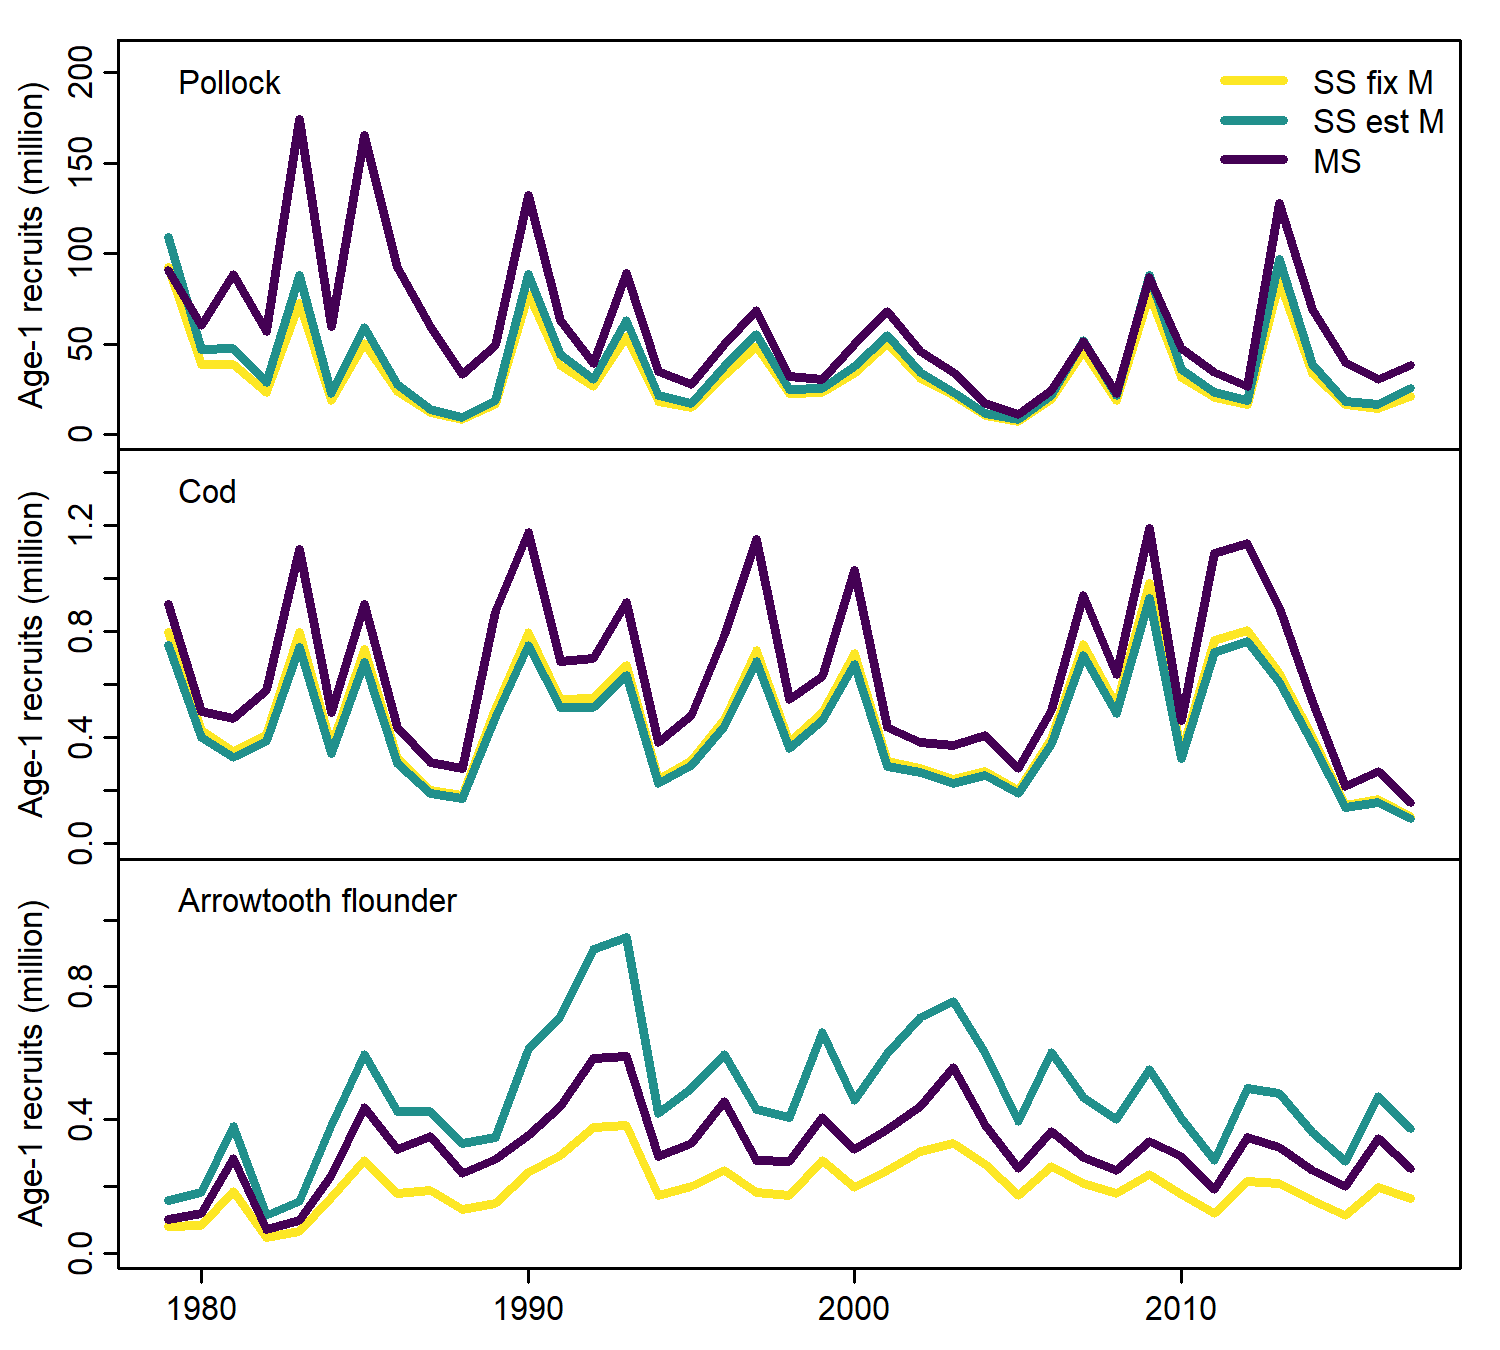 Pollock
SS fix M
SS est M
MS
Age-1 recruits (million)
200
150
100
50
0
Cod
Age-1 recruits (million)
1.2
0.8
0.4
0.0
Arrowtooth flounder
Age-1 recruits (million)
0.8
0.4
0.0
1980 1990 2000 2010